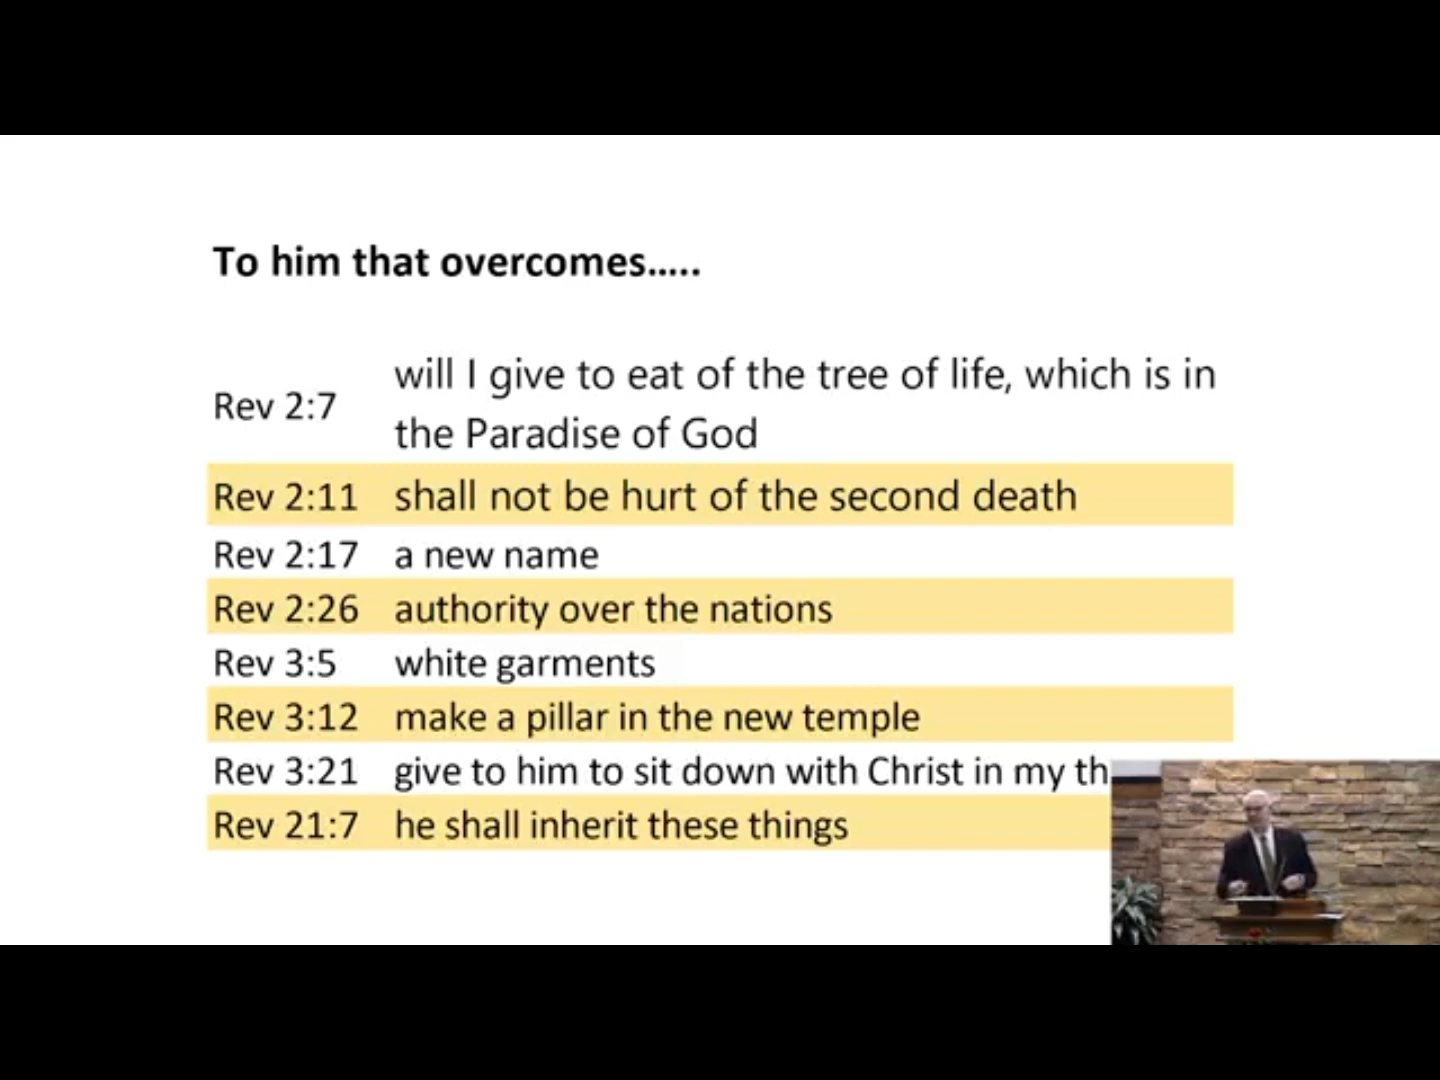 To him that overcomes.....
will I give to eat of the tree of life, which is in
Rev 2:7
the Paradise of God
Rev 2:11 shall not be hurt of the second death
Rev 2:17 a new name
Rev 2:26 authority over the nations
Rev 3:5 white garments
Rev 3:12 make a pillar in the new temple
Rev 3:21 give to him to sit down with Christ in my th
Rev 21:7 he shall inherit these things